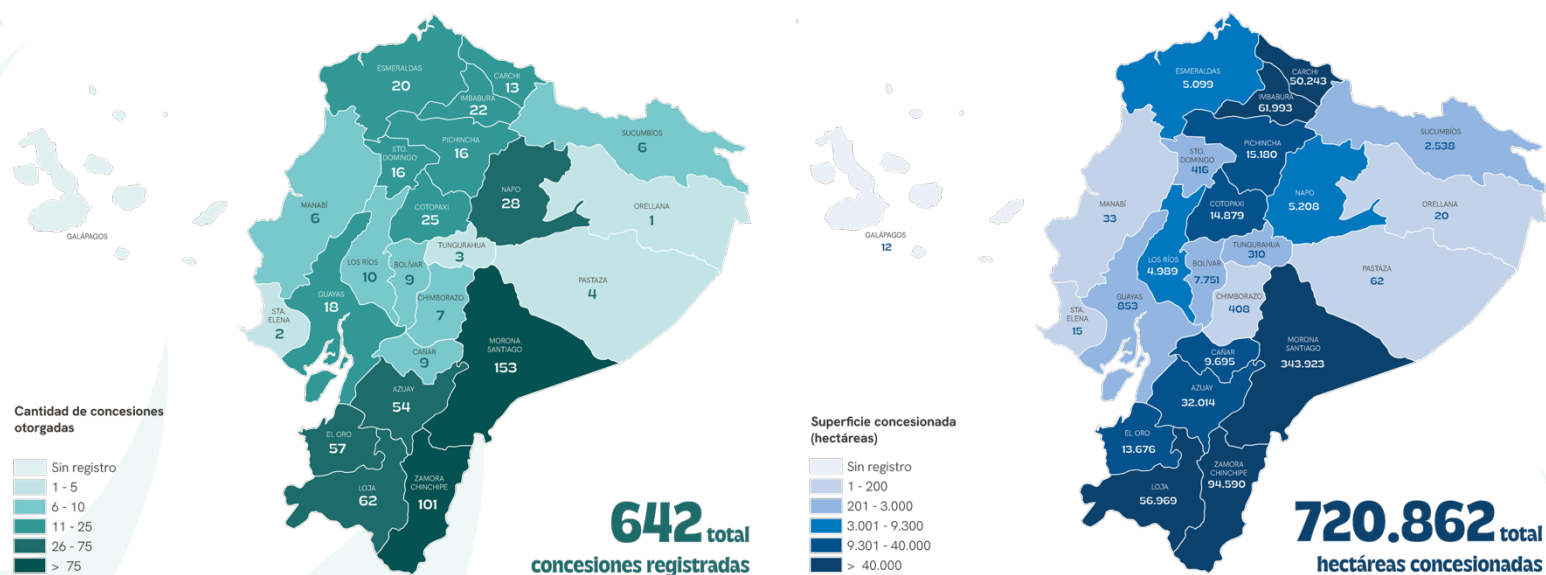 ESMERALDAS
20
CARCHI
13
IMBABURA
22
SUCUMBÍOS
6
PICHINCHA
16
STO.
DOMINGO
16
NAPO
28
ORELLANA
1
MANABÍ
6
COTOPAXI
25
GALÁPAGOS
TUNGURAHUA
3
LOS RÍOS
10
BOLÍVAR
9
PASTAZA
4
GUAYAS
18
CHIMBORAZO
7
STA.
ELENA
2
MORONA
SANTIAGO
153
CAÑAR
9
AZUAY
54
EL ORO
57
LOJA
62
ZAMORA
CHINCHIPE
101
Cantidad de concesiones
otorgadas
Sin registro
1 - 5
6 - 10
11 - 25
26 - 75
> 75
642 total
concesiones registradas
ESMERALDAS
5.099
CARCHI
50.243
IMBABURA
61.993
SUCUMBÍOS
2.538
PICHINCHA
15.180
STO.
DOMINGO
416
NAPO
5.208
ORELLANA
20
MANABÍ
33
COTOPAXI
14.879
GALÁPAGOS
12
TUNGURAHUA
310
LOS RÍOS
4.989
BOLÍVAR
7.751
PASTAZA
62
GUAYAS
853
CHIMBORAZO
408
STA.
ELENA
15
MORONA
SANTIAGO
343.923
CAÑAR
9.695
AZUAY
32.014
EL ORO
13.676
LOJA
56.969
ZAMORA
CHINCHIPE
94.590
Superficie concesionada
(hectáreas)
Sin registro
1 - 200
201 - 3.000
3.001 - 9.300
9.301 - 40.000
> 40.000
720.862 total
hectáreas concesionadas